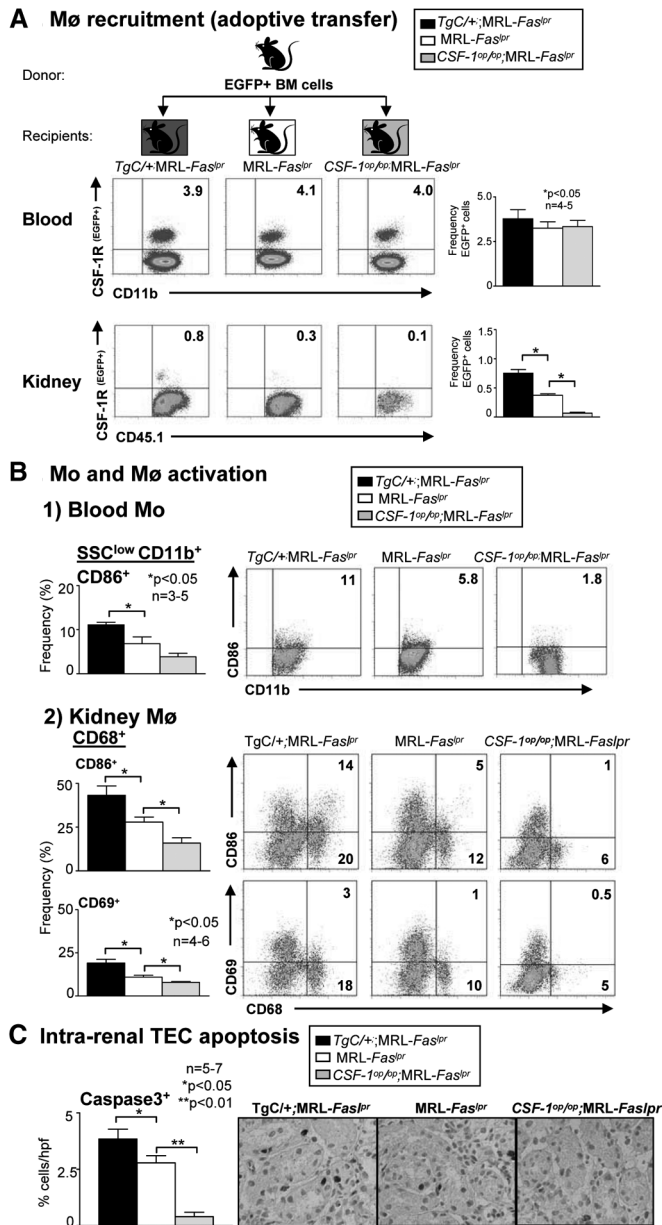 A Mø recruitment (adoptive transfer)
TgC/+;MRL-Faslpr
MRL-Faslpr
CSF-1op/op;MRL-Faslpr
Donor:
EGFP+ BM cells
Recipients:
TgC/+;MRL-Faslpr MRL-Faslpr CSF-1op/op;MRL-Faslpr
Blood
CSF-1R (EGFP+)
3.9 4.1 4.0
CD11b
Frequency EGFP+ cells
5.0
2.5
0
*p<0.05
n=4-5
Kidney
CSF-1R (EGFP+)
0.8 0.3 0.1
CD45.1
Frequency EGFP+ cells
1.5
1.0
0.5
0
* *
B Mo and Mø activation
TgC/+;MRL-Faslpr
MRL-Faslpr
CSF-1op/op;MRL-Faslpr
1) Blood Mo
SSClow CD11b+
CD86+
*p<0.05
n=3-5
Frequency (%)
20
10
0
*
TgC/+;MRL-Faslpr MRL-Faslpr CSF-1op/op;MRL-Faslpr
CD86
11 5.8 1.8
CD11b
2) Kidney Mø
CD68+
CD86+
Frequency (%)
50
25
0
* *
TgC/+;MRL-Faslpr MRL-Faslpr CSF-1op/op;MRL-Faslpr
CD86
14 5 1
20 12 6
CD69+
*p<0.05
n=4-6
50
25
0
* *
CD69
3 1 0.5
18 10 5
CD68
C Intra-renal TEC apoptosis
TgC/+;MRL-Faslpr
MRL-Faslpr
CSF-1op/op;MRL-Faslpr
n=5-7
*p<0.05
**p<0.01
Caspase3+
% cells/hpf
5
2.5
0
* **
TgC/+;MRL-Faslpr MRL-Faslpr CSF-1op/op;MRL-Faslpr